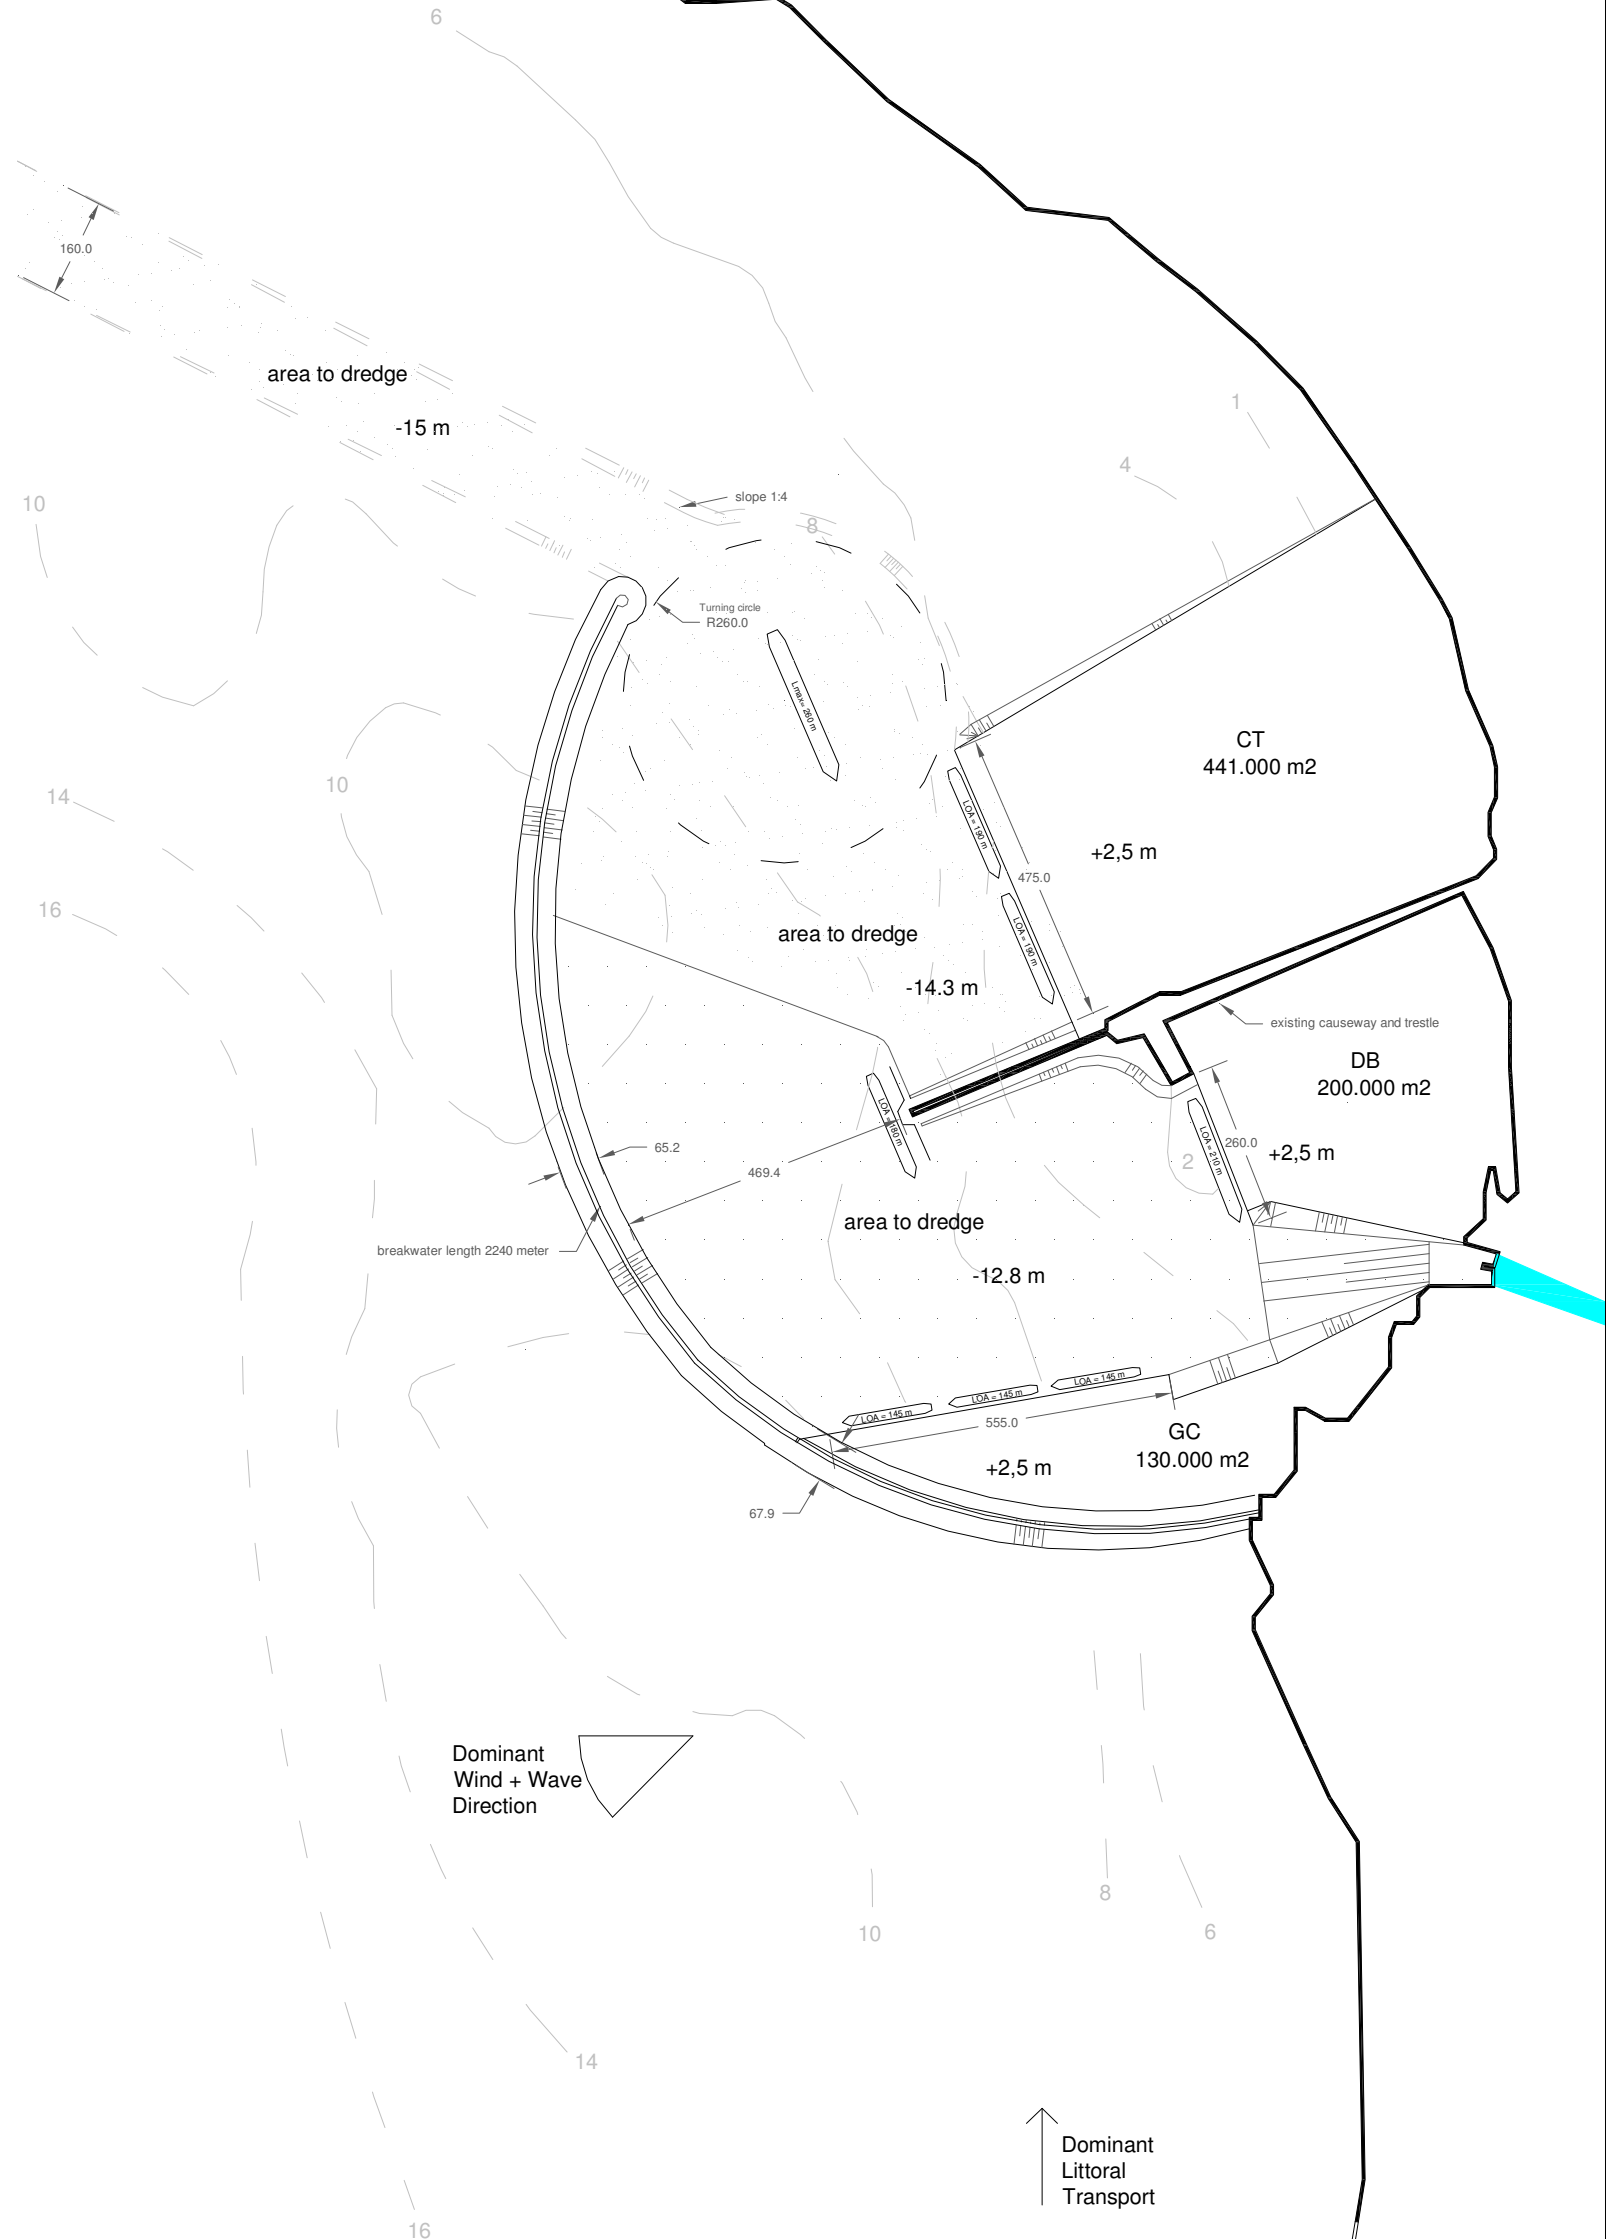 6
160.0
area to dredge
-15 m
1
4
slope 1:4
10
8
Turning circle
R260.0
Lmax= 260 m
CT
441.000 m2
10
14
LOA = 190 m
+2,5 m
475.0
16
area to dredge
LOA = 190 m
-14.3 m
existing causeway and trestle
DB
200.000 m2
LOA = 180 m
65.2
260.0
+2,5 m
LOA = 210 m
2
469.4
area to dredge
breakwater length 2240 meter
-12.8 m
LOA = 145 m
LOA = 145 m
LOA = 145 m
555.0
GC
130.000 m2
+2,5 m
67.9
Dominant
Wind + Wave
Direction
8
10
6
14
Dominant
Littoral
Transport
16